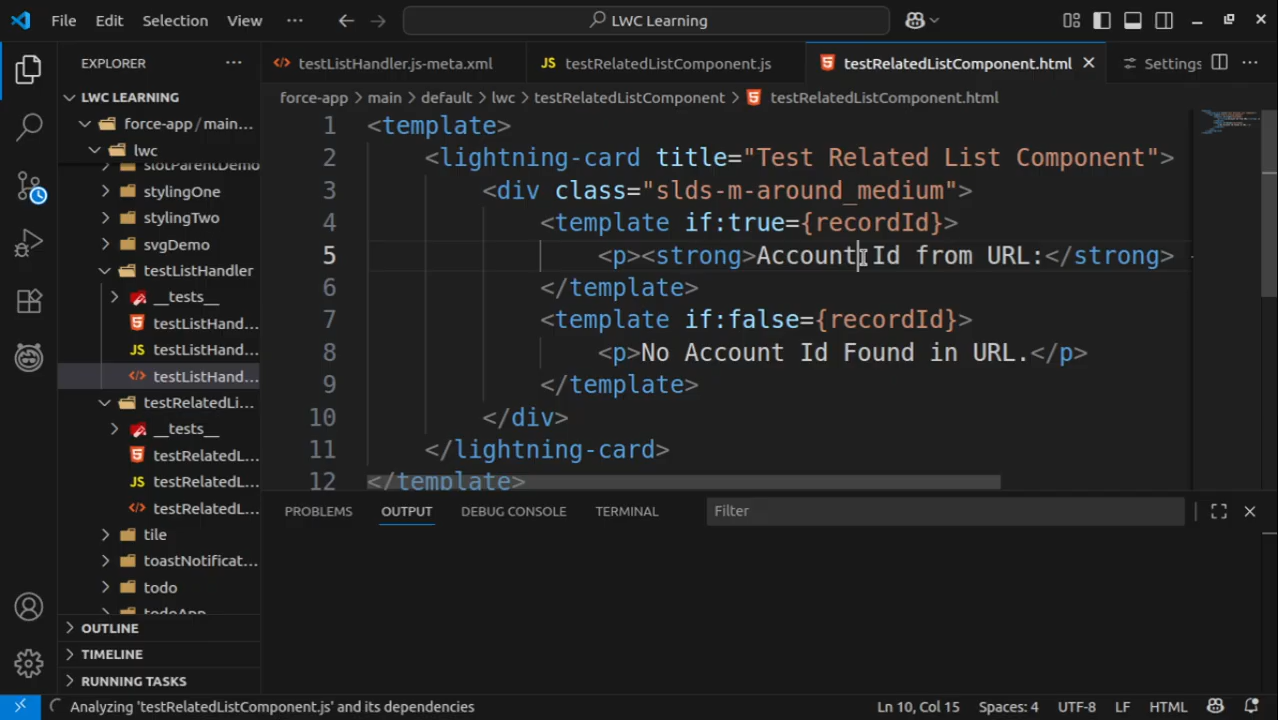 File Edit Selection View ··· LWC Learning
EXPLORER
LWC LEARNING
force-app / main...
lwc
slotParentDemo
stylingOne
stylingTwo
svgDemo
testListHandler
__tests__
testListHand...
JS testListHand...
testListHand...
testRelatedLi...
__tests__
testRelatedL...
JS testRelatedL...
testRelatedL...
tile
toastNotificat...
todo
todoApp
OUTLINE
TIMELINE
RUNNING TASKS
testListHandler.js-meta.xml JS testRelatedListComponent.js testRelatedListComponent.html Settings
force-app > main > default > lwc > testRelatedListComponent > testRelatedListComponent.html
1 <template>
2 <lightning-card title="Test Related List Component">
3 <div class="slds-m-around_medium">
4 <template if:true={recordId}>
5 <p><strong>Account Id from URL:</strong>
6 </template>
7 <template if:false={recordId}>
8 <p>No Account Id Found in URL.</p>
9 </template>
10 </div>
11 </lightning-card>
12 </template>
PROBLEMS OUTPUT DEBUG CONSOLE TERMINAL Filter
Analyzing 'testRelatedListComponent.js' and its dependencies Ln 10, Col 15 Spaces: 4 UTF-8 LF HTML